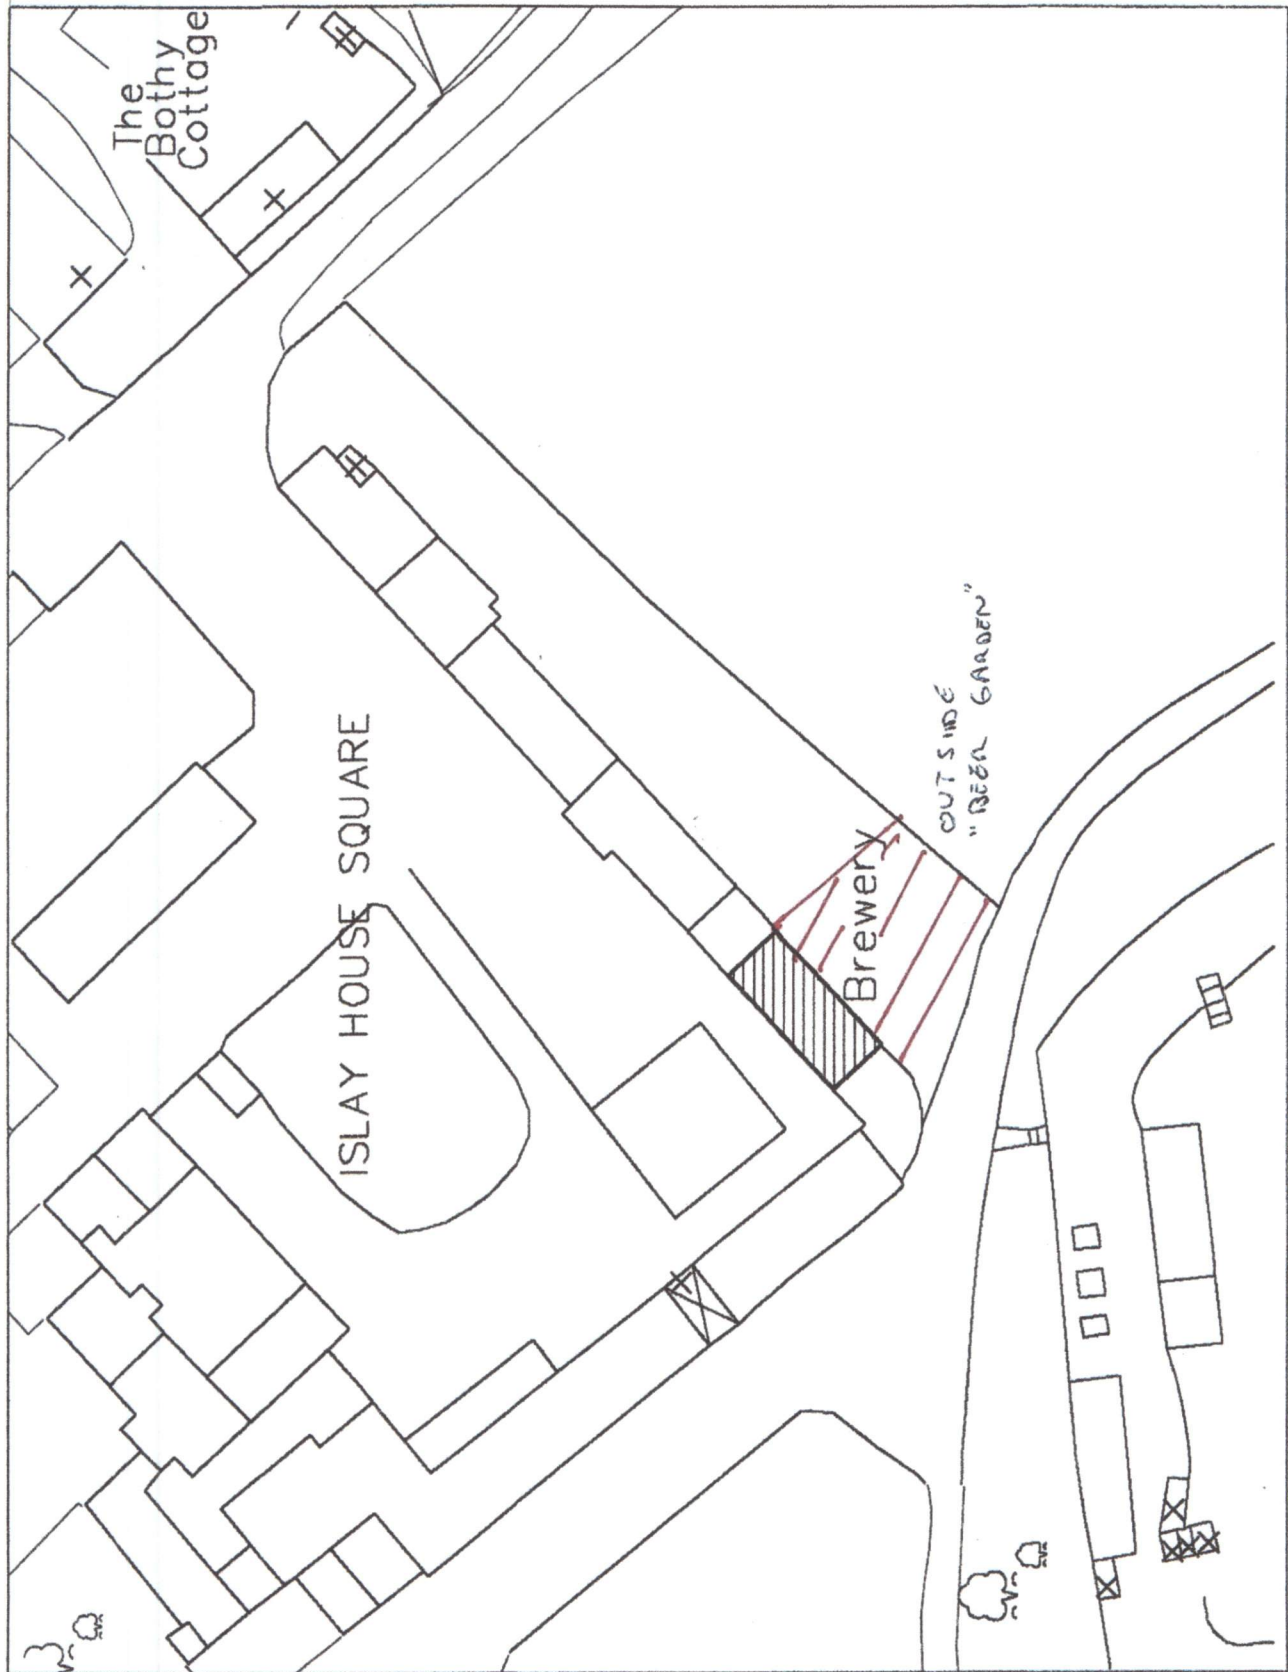 The
Bothy
Cottage
ISLAY HOUSE SQUARE
Brewery
OUTSIDE
"BEER GARDEN"